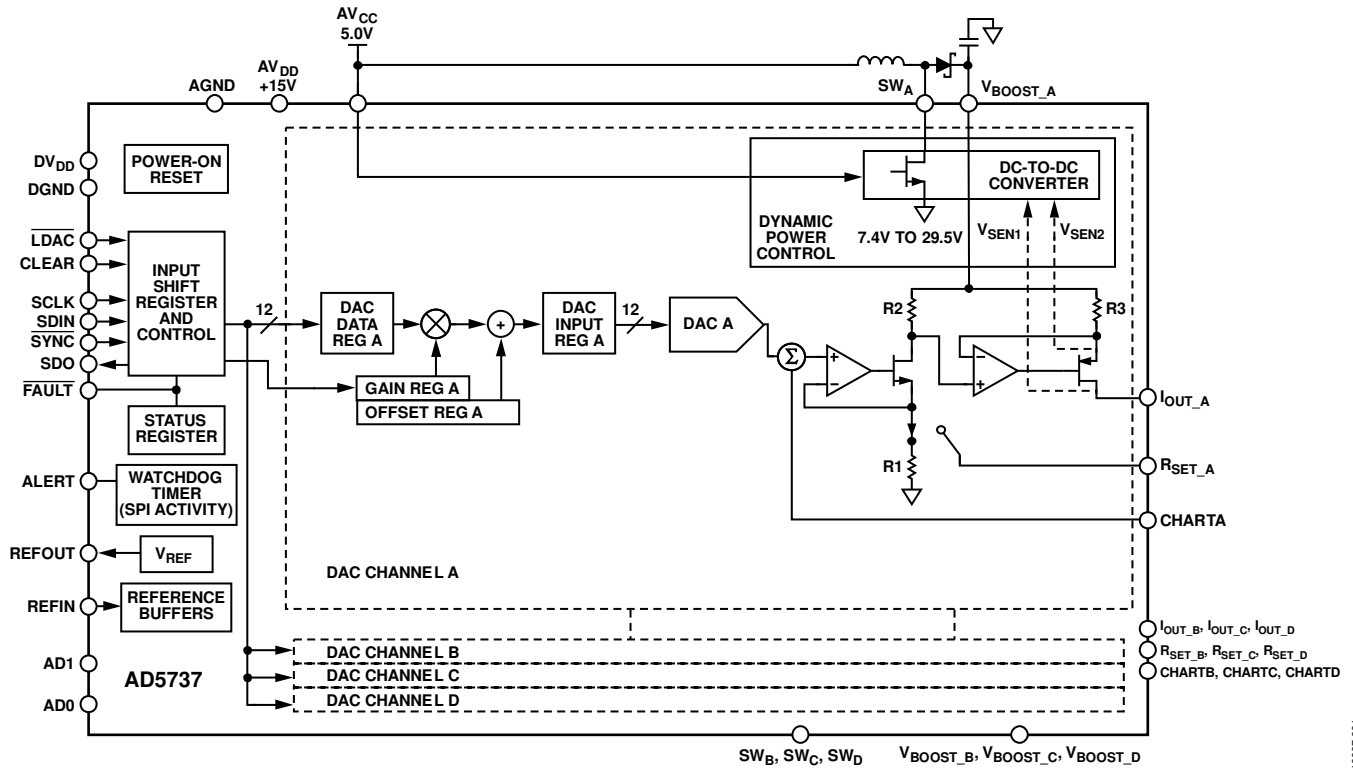 AVCC
5.0V
AGND
AVDD
+15V
SWA
VBOOST_A
DVDD
DGND
LDAC
CLEAR
SCLK
SDIN
SYNC
SDO
FAULT
ALERT
REFOUT
REFIN
AD1
AD0
POWER-ON
RESET
INPUT
SHIFT
REGISTER
AND
CONTROL
STATUS
REGISTER
WATCHDOG
TIMER
(SPI ACTIVITY)
VREF
REFERENCE
BUFFERS
AD5737
12
DAC
DATA
REG A
+
GAIN REG A
OFFSET REG A
DAC
INPUT
REG A
12
DAC A
Σ
+
–
DC-TO-DC
CONVERTER
DYNAMIC
POWER
CONTROL
7.4V TO 29.5V
VSEN1
VSEN2
R2
R3
–
+
R1
IOUT_A
RSET_A
CHARTA
DAC CHANNEL A
DAC CHANNEL B
DAC CHANNEL C
DAC CHANNEL D
IOUT_B, IOUT_C, IOUT_D
RSET_B, RSET_C, RSET_D
CHARTB, CHARTC, CHARTD
SWB, SWC, SWD
VBOOST_B, VBOOST_C, VBOOST_D